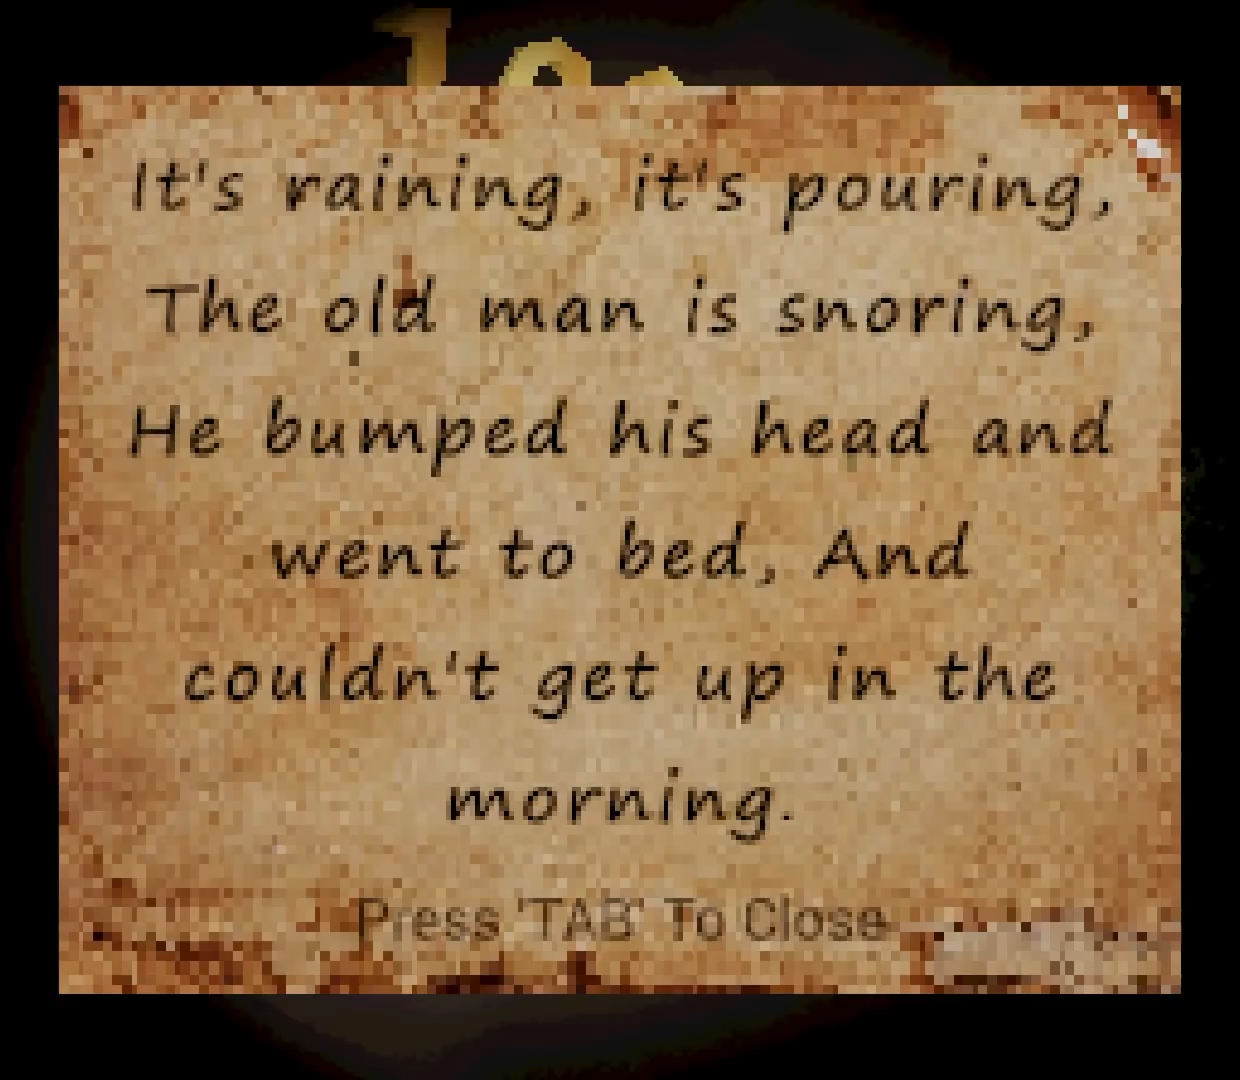 It's raining, it's pouring,
The old man is snoring,
He bumped his head and
went to bed, And
couldn't get up in the
morning.
Press 'TAB' To Close